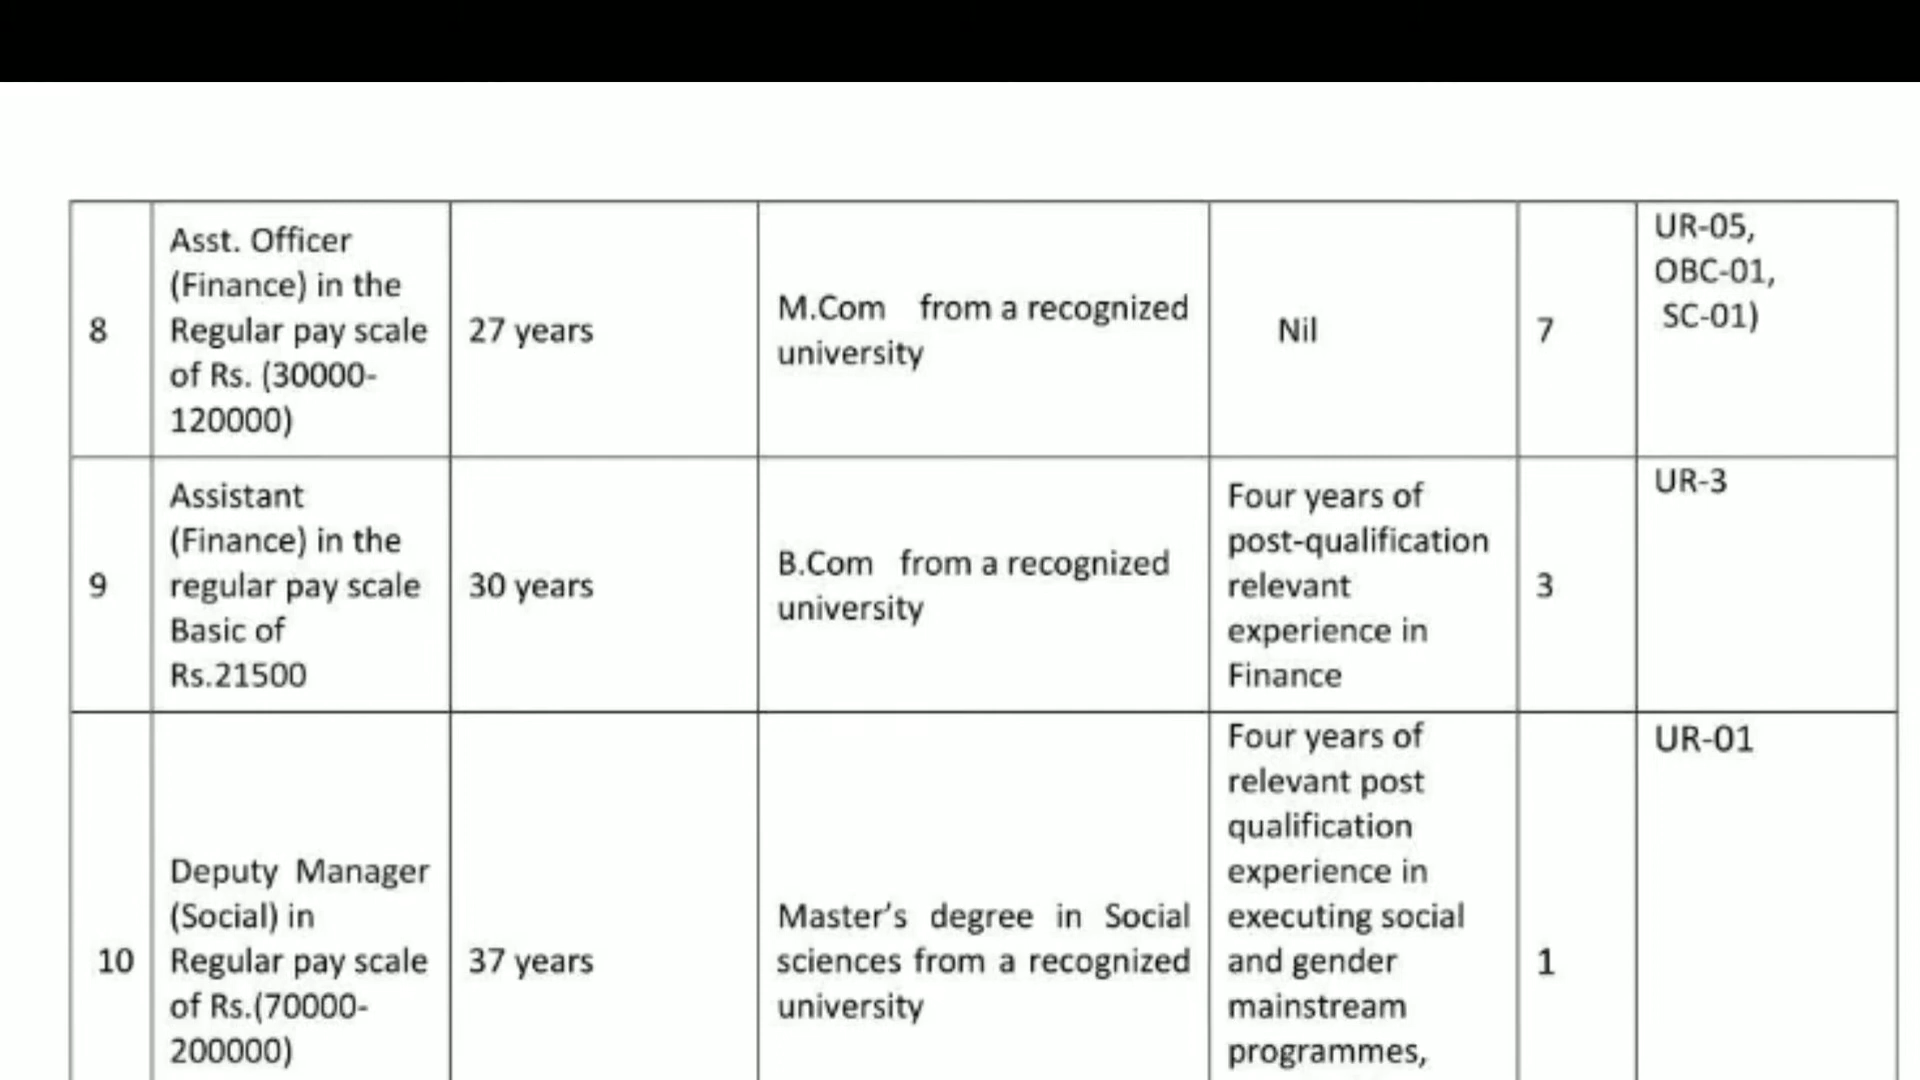 8
Asst. Officer
(Finance) in the
Regular pay scale
of Rs. (30000-
120000)
27 years
M.Com from a recognized
university
Nil
7
UR-05,
OBC-01,
SC-01)
9
Assistant
(Finance) in the
regular pay scale
Basic of
Rs.21500
30 years
B.Com from a recognized
university
Four years of
post-qualification
relevant
experience in
Finance
3
UR-3
10
Deputy Manager
(Social) in
Regular pay scale
of Rs.(70000-
200000)
37 years
Master’s degree in Social
sciences from a recognized
university
Four years of
relevant post
qualification
experience in
executing social
and gender
mainstream
programmes,
1
UR-01